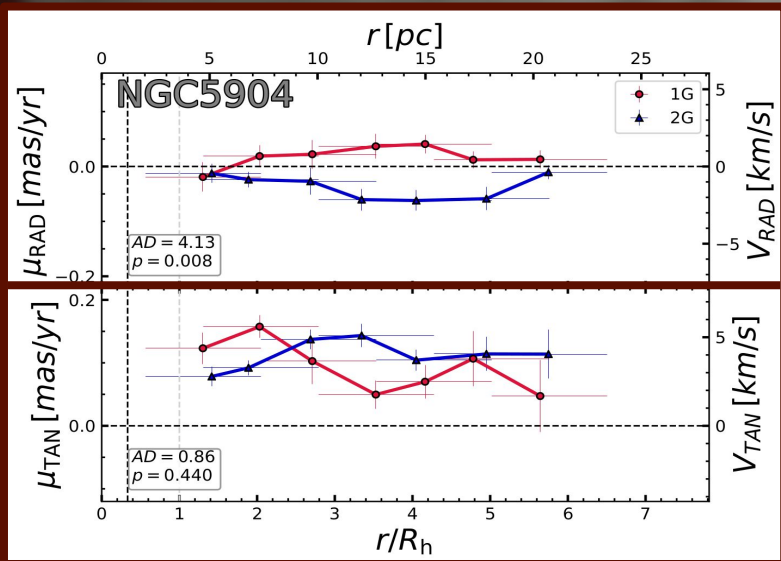 r [pc]
0 5 10 15 20 25
NGC5904
1G
2G
5
0.0
0
−5
−0.2
μRAD [mas/yr]
VRAD [km/s]
AD = 4.13
p = 0.008
0.2
5
0.0
0
μTAN [mas/yr]
VTAN [km/s]
AD = 0.86
p = 0.440
0 1 2 3 4 5 6 7
r/Rh